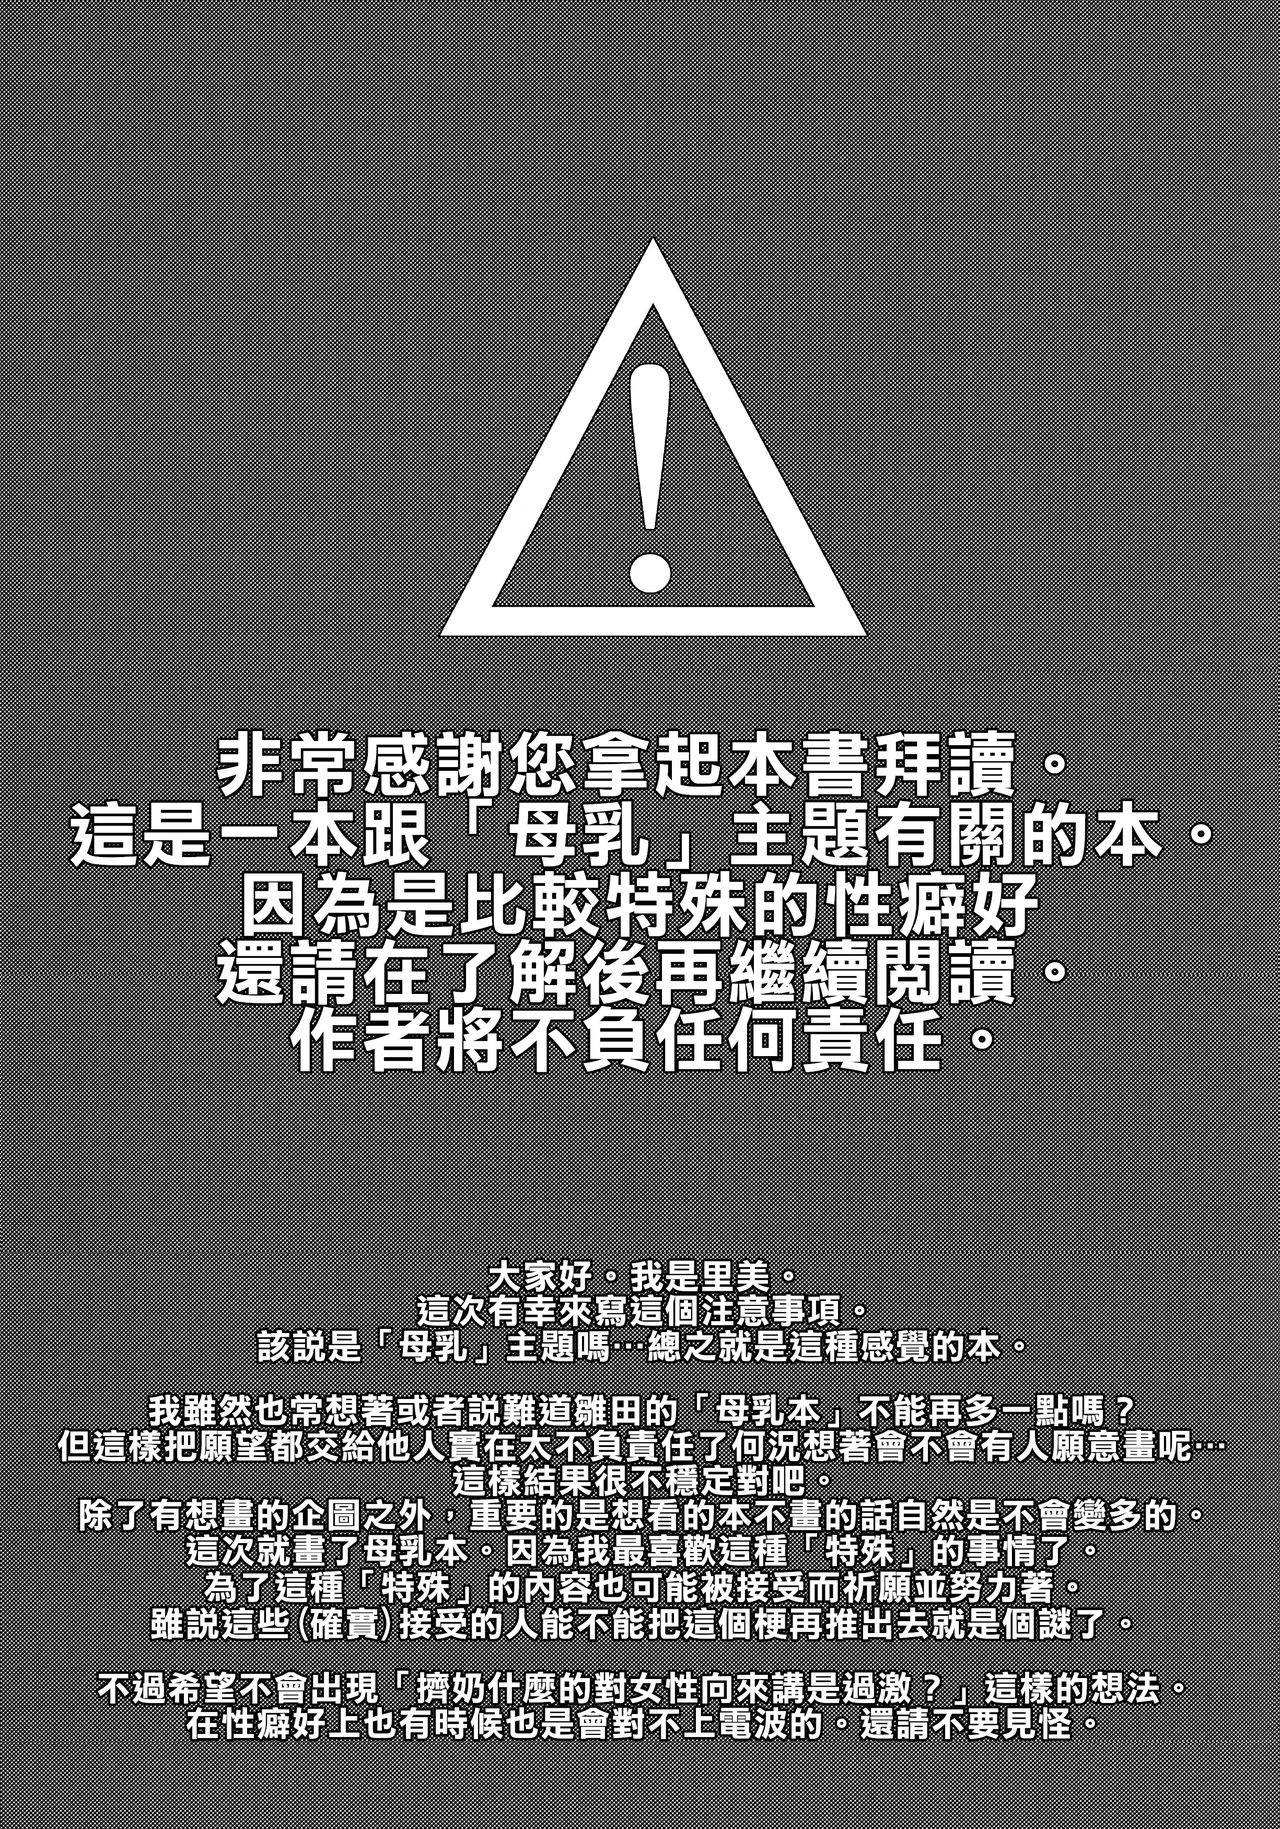 非常感謝您拿起本書拜讀。
這是一本跟「母乳」主題有關的本。
因為是比較特殊的性癖好
還請在了解後再繼續閱讀。
作者將不負任何責任。
大家好。我是里美。
這次有幸來寫這個注意事項。
該説是「母乳」主題嗎…總之就是這種感覺的本。
我雖然也常想著或者説難道雛田的「母乳本」不能再多一點嗎？
但這樣把願望都交給他人實在太不負責任了何況想著會不會有人願意畫呢…
這樣結果很不穩定對吧。
除了有想畫的企圖之外，重要的是想看的本不畫的話自然是不會變多的。
這次就畫了母乳本。因為我最喜歡這種「特殊」的事情了。
為了這種「特殊」的內容也可能被接受而祈願並努力著。
雖説這些(確實)接受的人能不能把這個梗再推出去就是個謎了。
不過希望不會出現「擠奶什麼的對女性向來講是過激？」這樣的想法。
在性癖好上也有時候也是會對不上電波的。還請不要見怪。